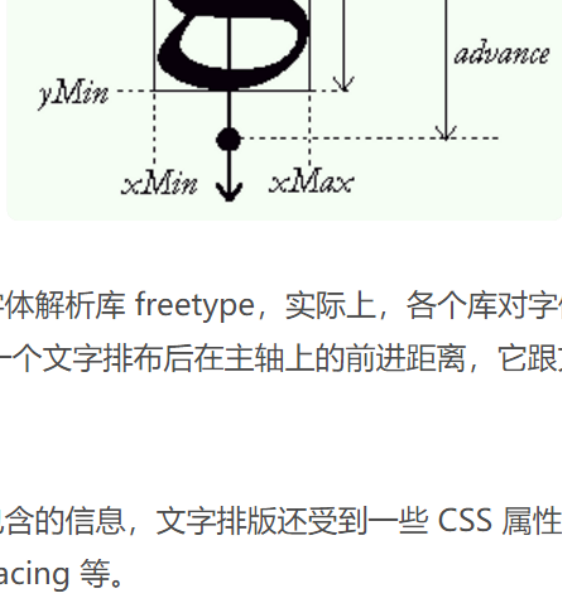 advance
yMin
xMin xMax
字体解析库 freetype，实际上，各个库对字
一个文字排布后在主轴上的前进距离，它跟
含的信息，文字排版还受到一些 CSS 属性
acing 等。